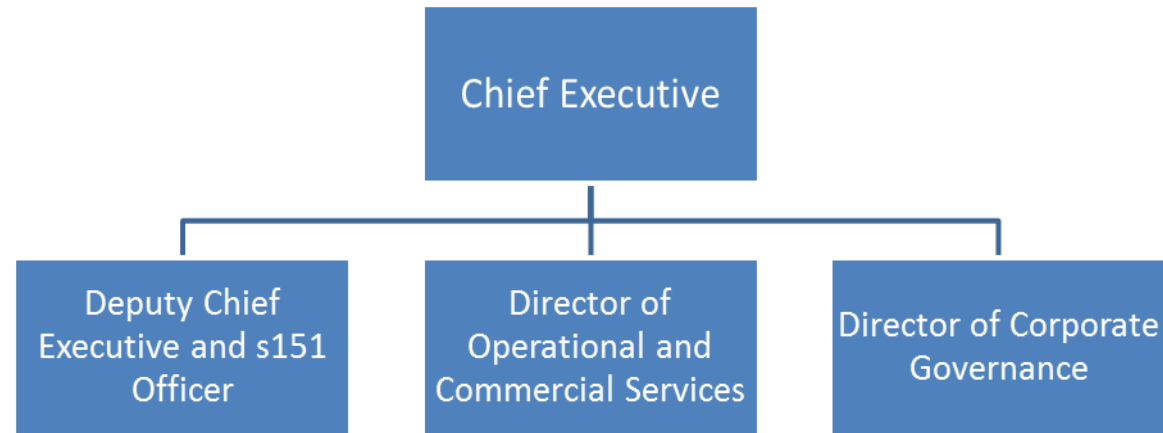 Chief Executive
Deputy Chief
Executive and s151
Officer
Director of
Operational and
Commercial Services
Director of Corporate
Governance